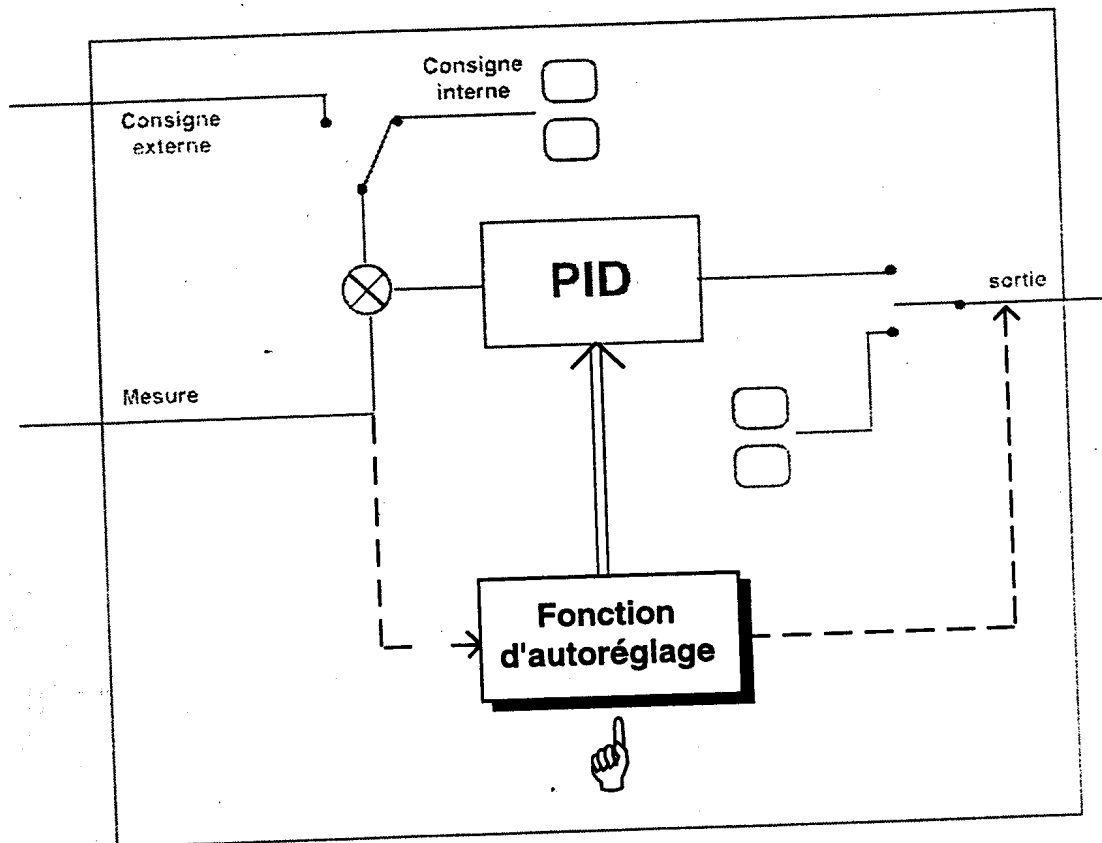 Consigne
interne
Consigne
externe
PID
sortie
Mesure
Fonction
d'autoréglage